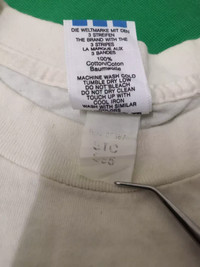 DIE WELTMARKE MIT DEN
3 STREIFEN
THE BRAND WITH THE
3 STRIPES
LA MARQUE AUX
3 BANDES
100%
Cotton/Coton
Baumwolle
MACHINE WASH COLD
TUMBLE DRY LOW
DO NOT BLEACH
DO NOT DRY CLEAN
TOUCH UP WITH
COOL IRON
WASH WITH SIMILAR